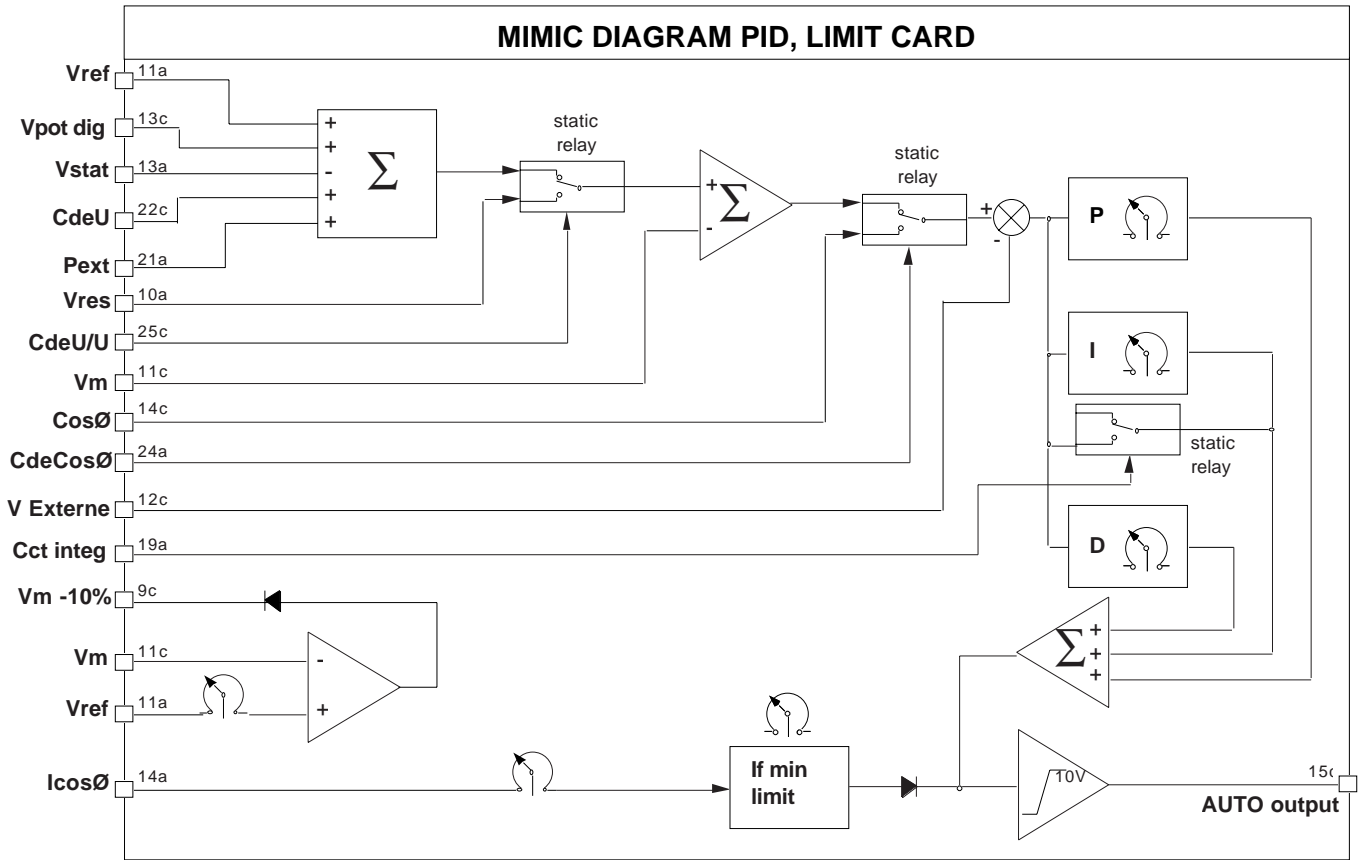 MIMIC DIAGRAM PID, LIMIT CARD
Vref 11a
Vpot dig 13c
Vstat 13a
CdeU 22c
Pext 21a
Vres 10a
CdeU/U 25c
Vm 11c
CosØ 14c
CdeCosØ 24a
V Externe 12c
Cct integ 19a
Vm -10% 9c
Vm 11c
Vref 11a
IcosØ 14a
+
+
-
+
+
Σ
static
relay
+
-
Σ
static
relay
+
-
P
I
static
relay
D
Σ
+
+
+
-
+
If min
limit
10V
15c
AUTO output